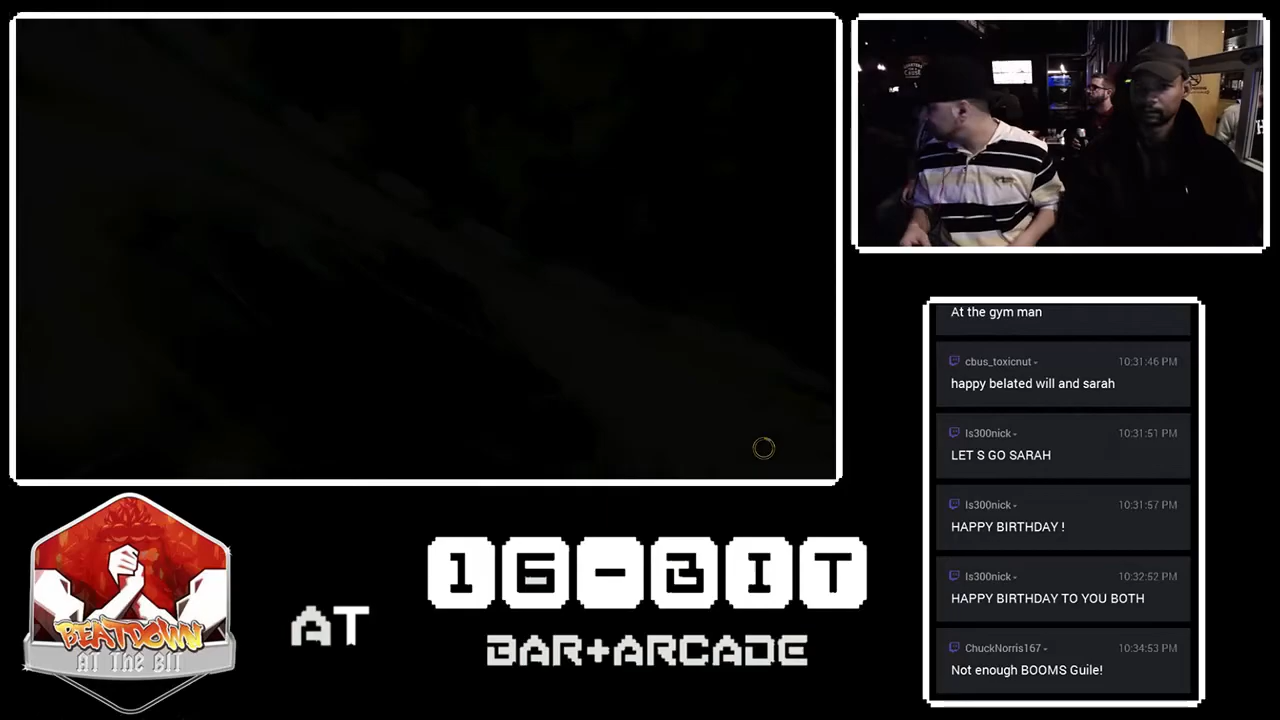 At the gym man
cbus_toxicnut
10:31:46 PM
happy belated will and sarah
ls300nick
10:31:51 PM
LET S GO SARAH
ls300nick
10:31:57 PM
HAPPY BIRTHDAY !
ls300nick
10:32:52 PM
HAPPY BIRTHDAY TO YOU BOTH
ChuckNorris167
10:34:53 PM
Not enough BOOMS Guile!
BEATDOWN
AT THE BIT
AT
16-BIT
BAR+ARCADE